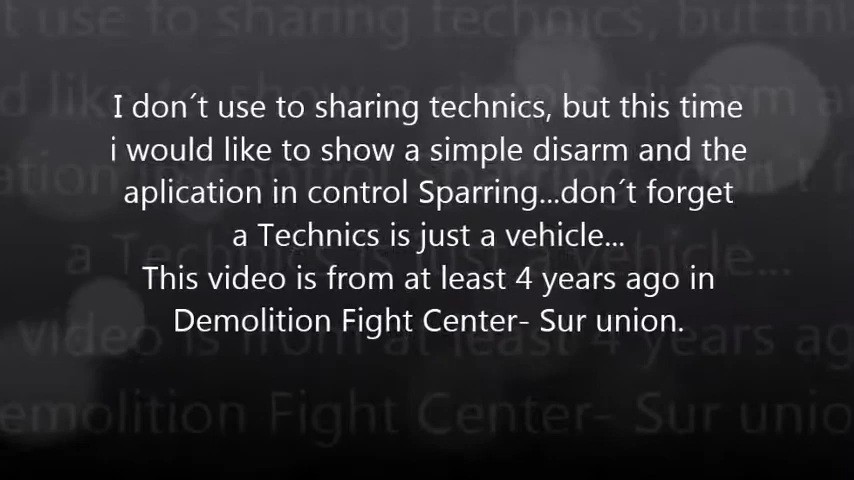 I don´t use to sharing technics, but this time
i would like to show a simple disarm and the
aplication in control Sparring...don´t forget
a Technics is just a vehicle...
This video is from at least 4 years ago in
Demolition Fight Center- Sur union.